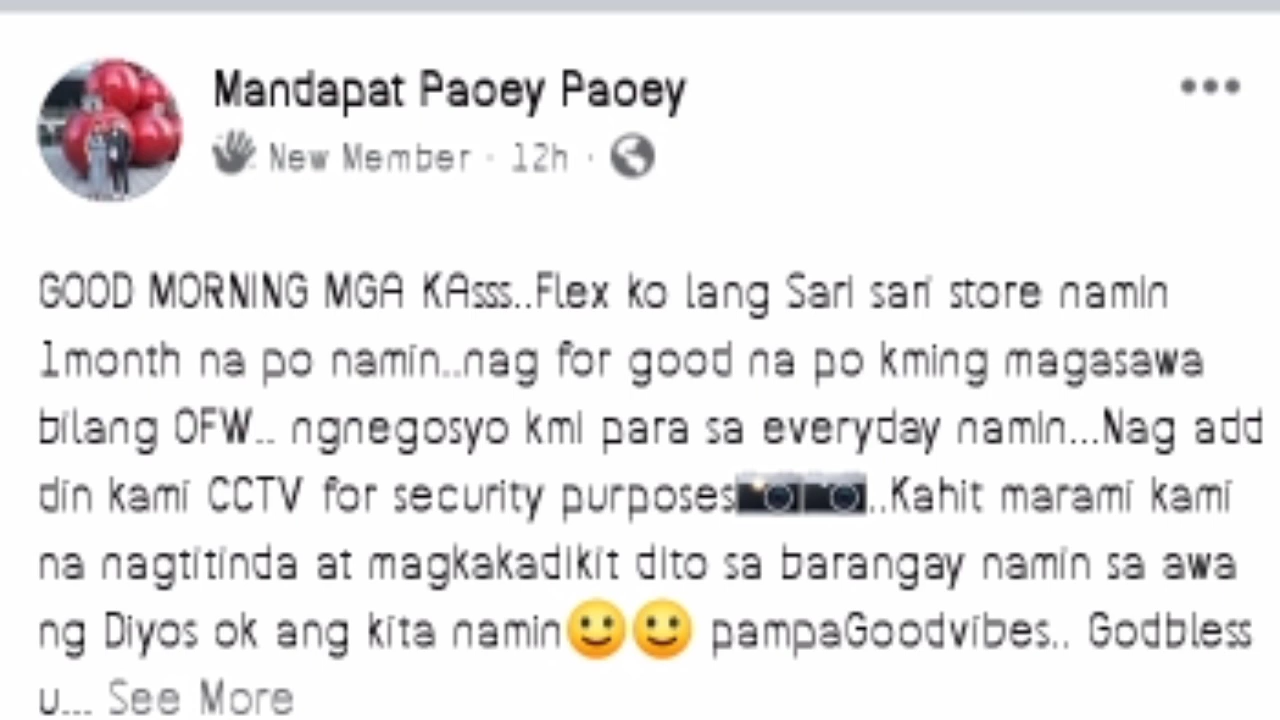 Mandapat Paoey Paoey
New Member · 12h ·
GOOD MORNING MGA KAsss..Flex ko lang Sari sari store namin
1month na po namin..nag for good na po kming magasawa
bilang OFW.. ngnegosyo kmi para sa everyday namin...Nag add
din kami CCTV for security purposes📸📷..Kahit marami kami
na nagtitinda at magkakadikit dito sa barangay namin sa awa
ng Diyos ok ang kita namin🙂🙂 pampaGoodvibes.. Godbless
u... See More